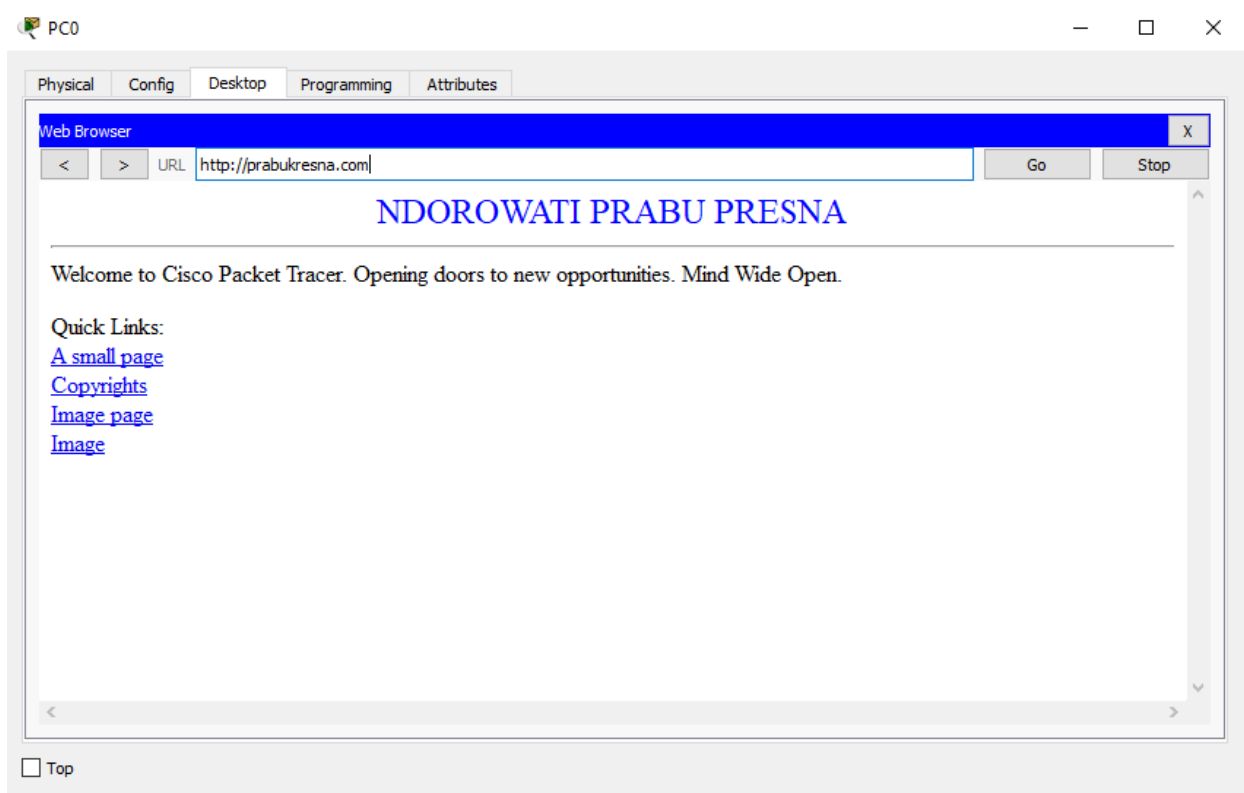 PC0
Physical Config Desktop Programming Attributes
Web Browser X
< > URL http://prabukresna.com Go Stop
NDOROWATI PRABU PRESNA
Welcome to Cisco Packet Tracer. Opening doors to new opportunities. Mind Wide Open.
Quick Links:
A small page
Copyrights
Image page
Image
Top